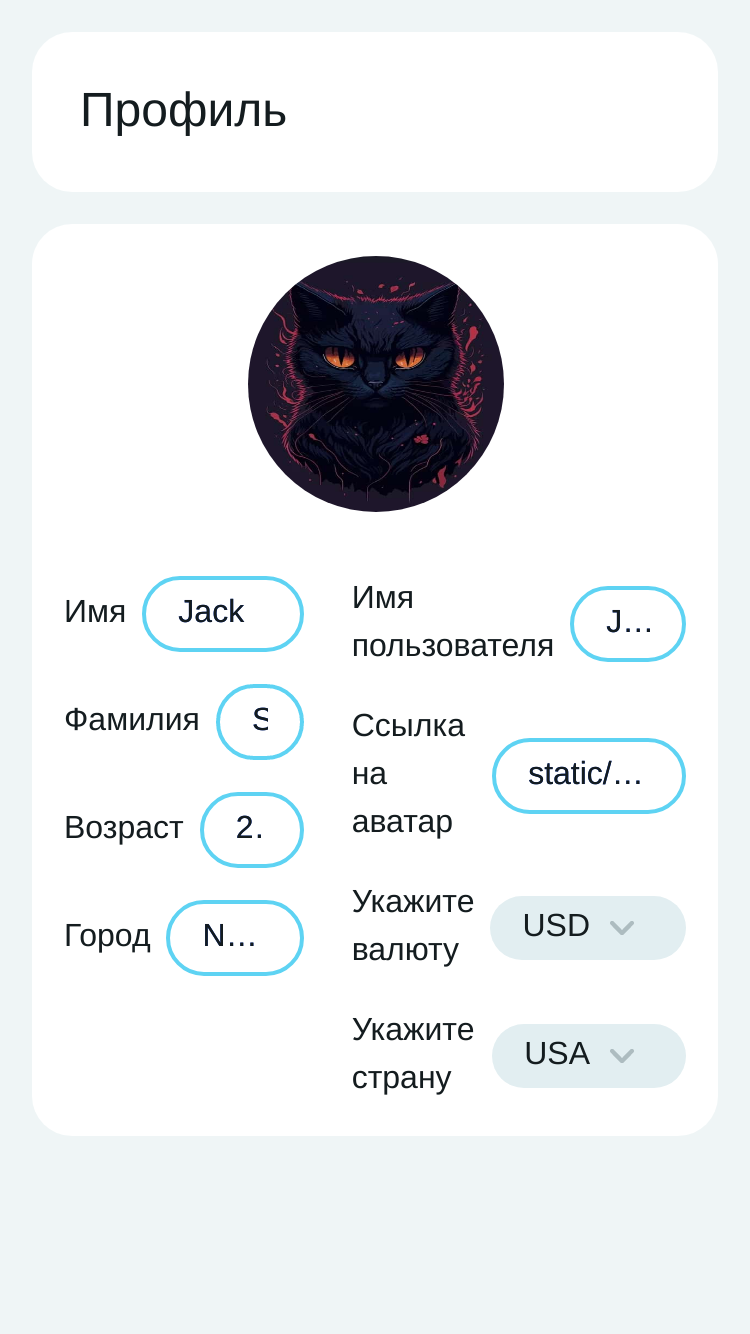 Профиль
Имя
Jack
Фамилия
S
Возраст
2.
Город
N…
Имя
пользователя
J…
Ссылка
на
аватар
static/…
Укажите
валюту
USD
Укажите
страну
USA